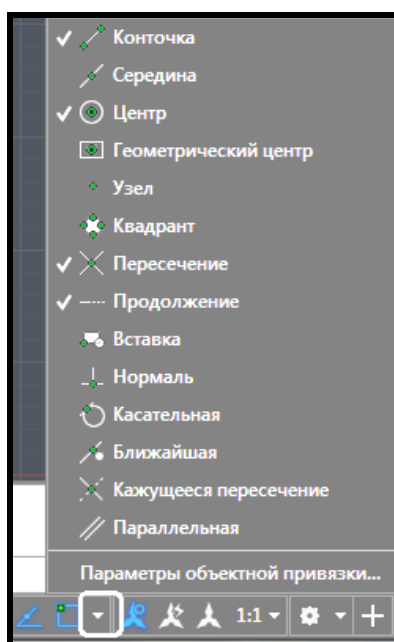 Конточка
Середина
Центр
Геометрический центр
Узел
Квадрант
Пересечение
Продолжение
Вставка
Нормаль
Касательная
Ближайшая
Кажущееся пересечение
Параллельная
Параметры объектной привязки...
1:1